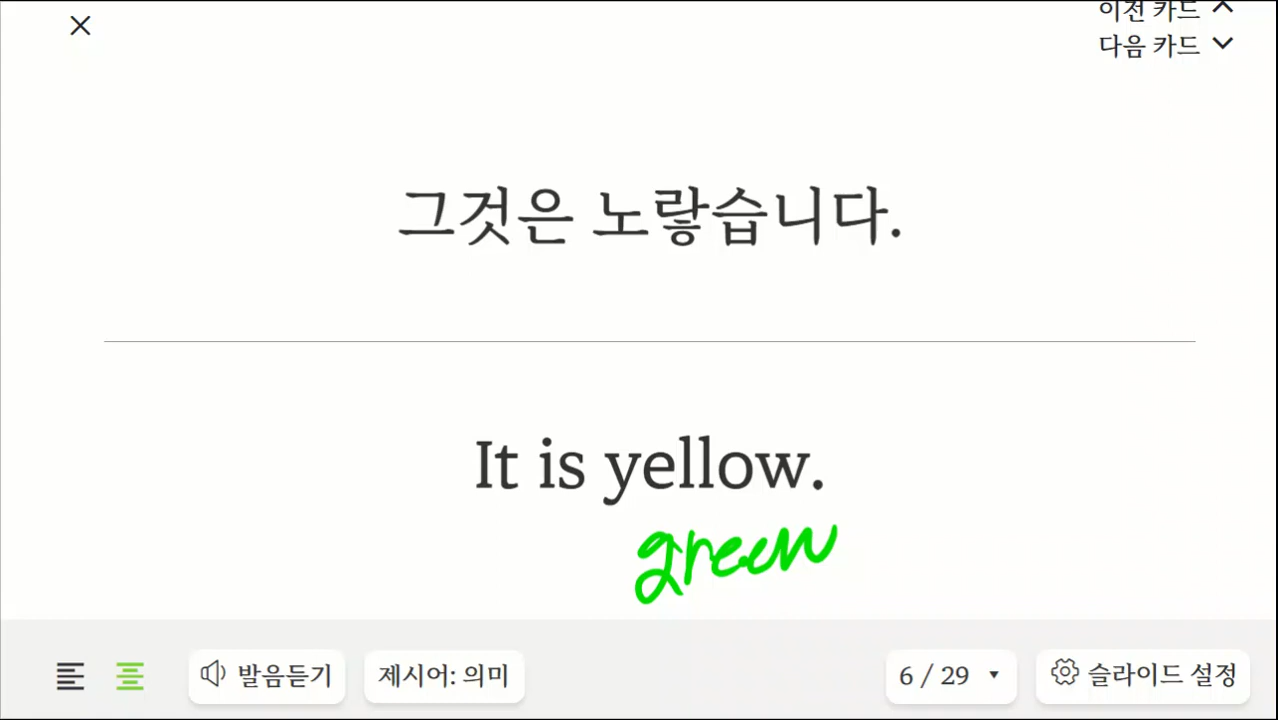 이전 카드
다음 카드
그것은 노랗습니다.
It is yellow.
green
발음듣기
제시어: 의미
6 / 29
슬라이드 설정